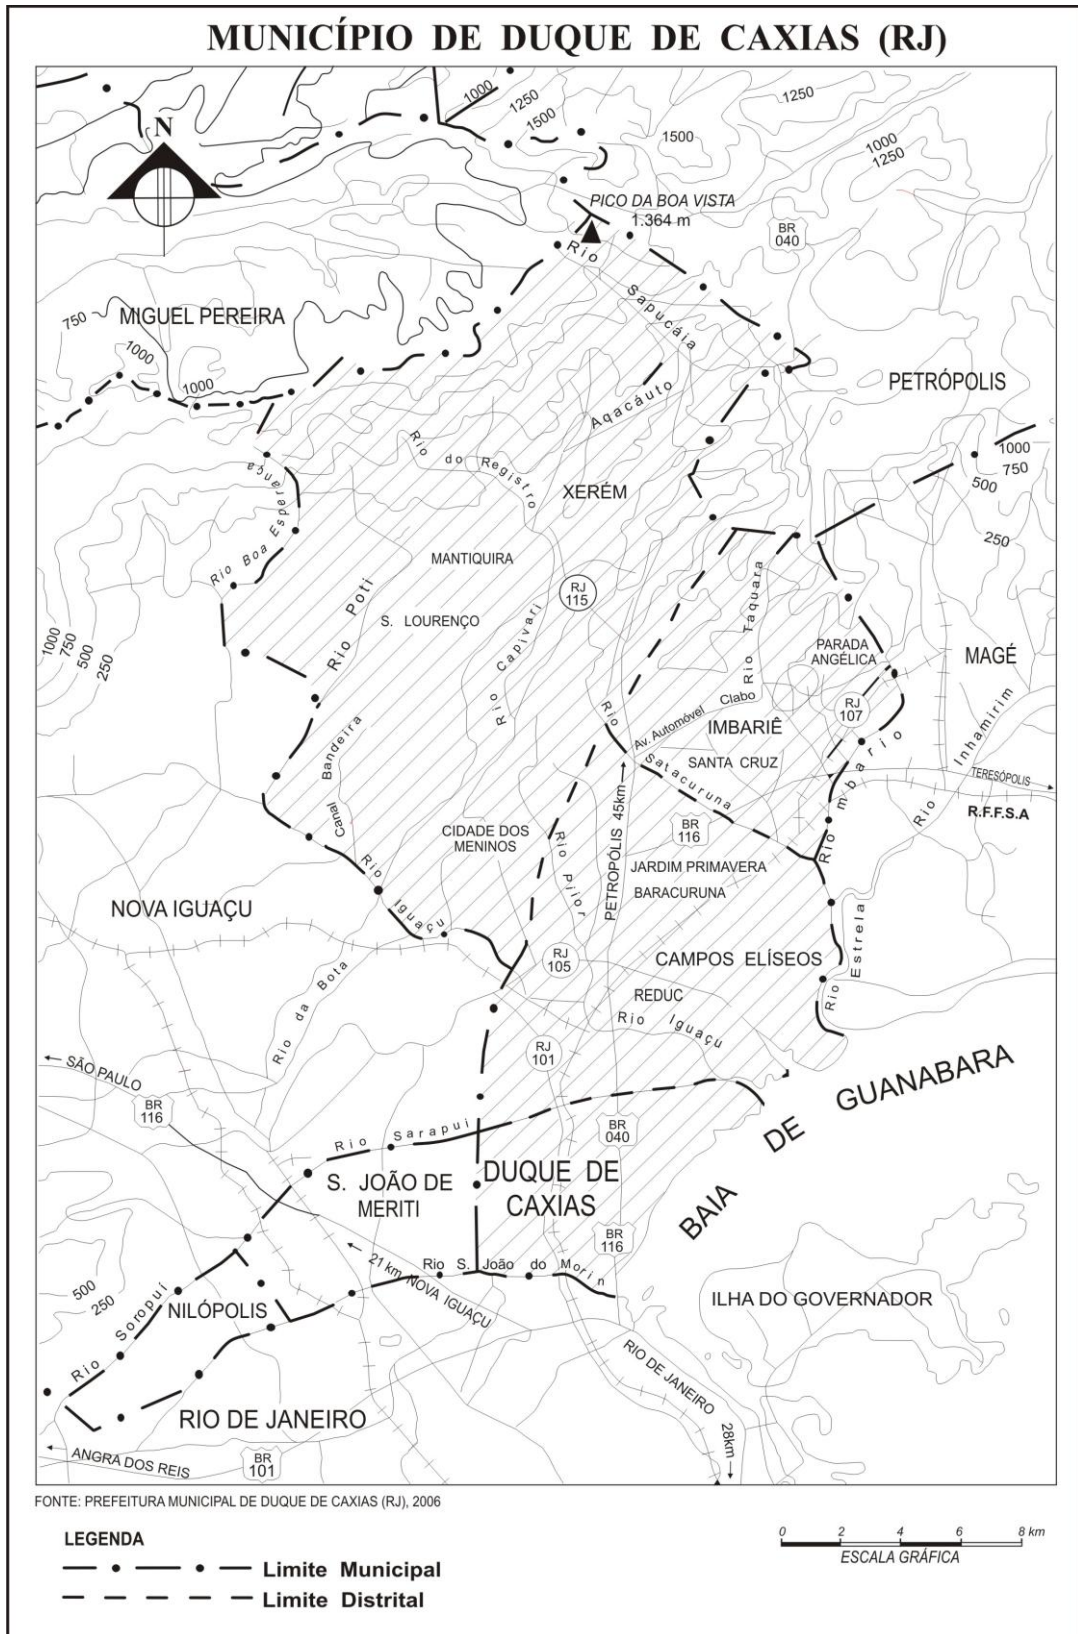 MUNICÍPIO DE DUQUE DE CAXIAS (RJ)
N
1000
1250
1500
1250
1500
1000
1250
PICO DA BOA VISTA
1.364 m
BR
040
Rio Sapucáia
750
MIGUEL PEREIRA
1000
1000
PETRÓPOLIS
Aqacáuto
Rio do Registro
1000
750
500
250
XERÉM
Rio Boa Esperança
MANTIQUIRA
RJ
115
S. LOURENÇO
Rio Poti
Rio Capivari
Rio Taquara
PARADA
ANGÉLICA
MAGÉ
1000
750
500
250
RJ
107
Av. Automóvel Clabo
IMBARIÊ
SANTA CRUZ
Rio Satacuruna
Rio Inhamirim
TERESÓPOLIS
R.F.F.S.A
Rio mbario
Canal Bandeira
CIDADE DOS
MENINOS
Rio Piior
PETROPÓLIS 45km
BR
116
JARDIM PRIMAVERA
BARACURUNA
NOVA IGUAÇU
Rio Iguaçu
RJ
105
CAMPOS ELÍSEOS
REDUC
Rio Iguaçu
Rio Estrela
Rio da Bota
RJ
101
SÃO PAULO
BR
116
BAIA DE GUANABARA
Rio Sarapui
BR
040
S. JOÃO DE
MERITI
DUQUE DE
CAXIAS
BR
116
Rio S. João do Morin
21 km NOVA IGUAÇU
500
250
NILÓPOLIS
Rio Soropuí
ILHA DO GOVERNADOR
RIO DE JANEIRO
28km
RIO DE JANEIRO
ANGRA DOS REIS
BR
101
FONTE: PREFEITURA MUNICIPAL DE DUQUE DE CAXIAS (RJ), 2006
LEGENDA
Limite Municipal
Limite Distrital
0 2 4 6 8 km
ESCALA GRÁFICA